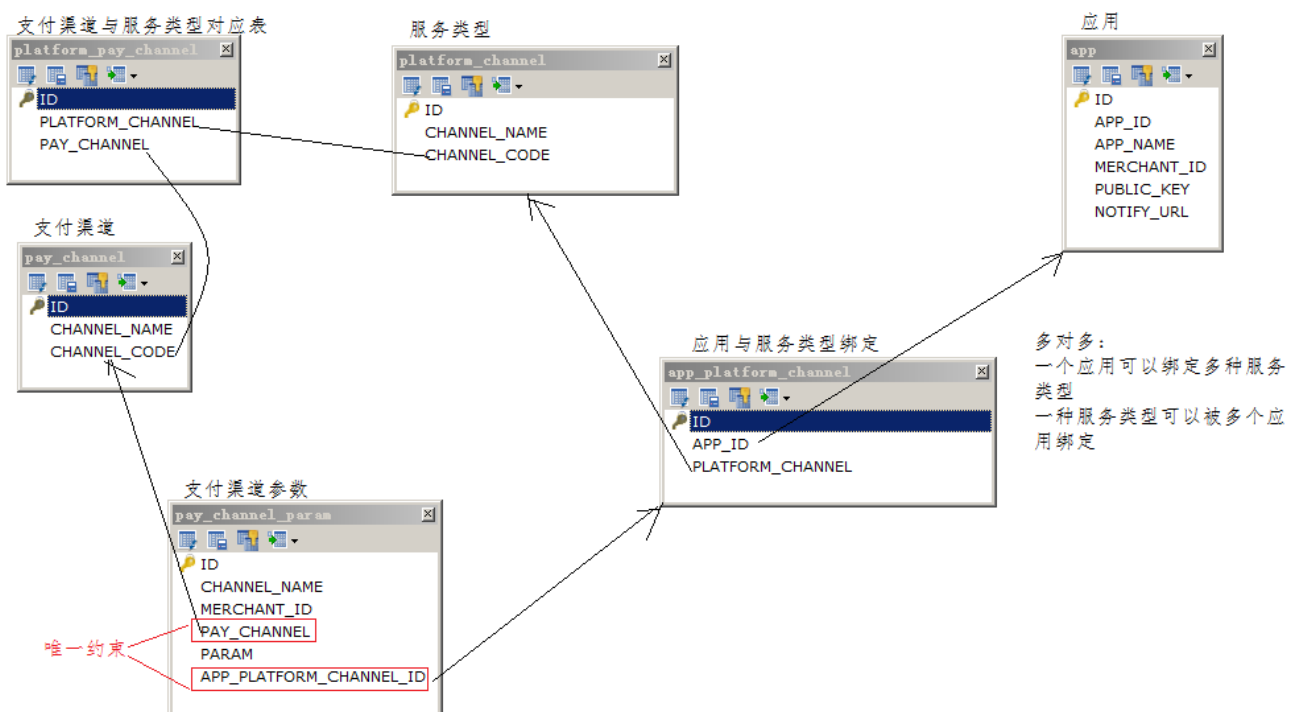 支付渠道与服务类型对应表
platform_pay_channel
ID
PLATFORM_CHANNEL
PAY_CHANNEL
服务类型
platform_channel
ID
CHANNEL_NAME
CHANNEL_CODE
应用
app
ID
APP_ID
APP_NAME
MERCHANT_ID
PUBLIC_KEY
NOTIFY_URL
支付渠道
pay_channel
ID
CHANNEL_NAME
CHANNEL_CODE
应用与服务类型绑定
app_platform_channel
ID
APP_ID
PLATFORM_CHANNEL
多对多:
一个应用可以绑定多种服务
类型
一种服务类型可以被多个应
用绑定
支付渠道参数
pay_channel_param
ID
CHANNEL_NAME
MERCHANT_ID
PAY_CHANNEL
PARAM
APP_PLATFORM_CHANNEL_ID
唯一约束